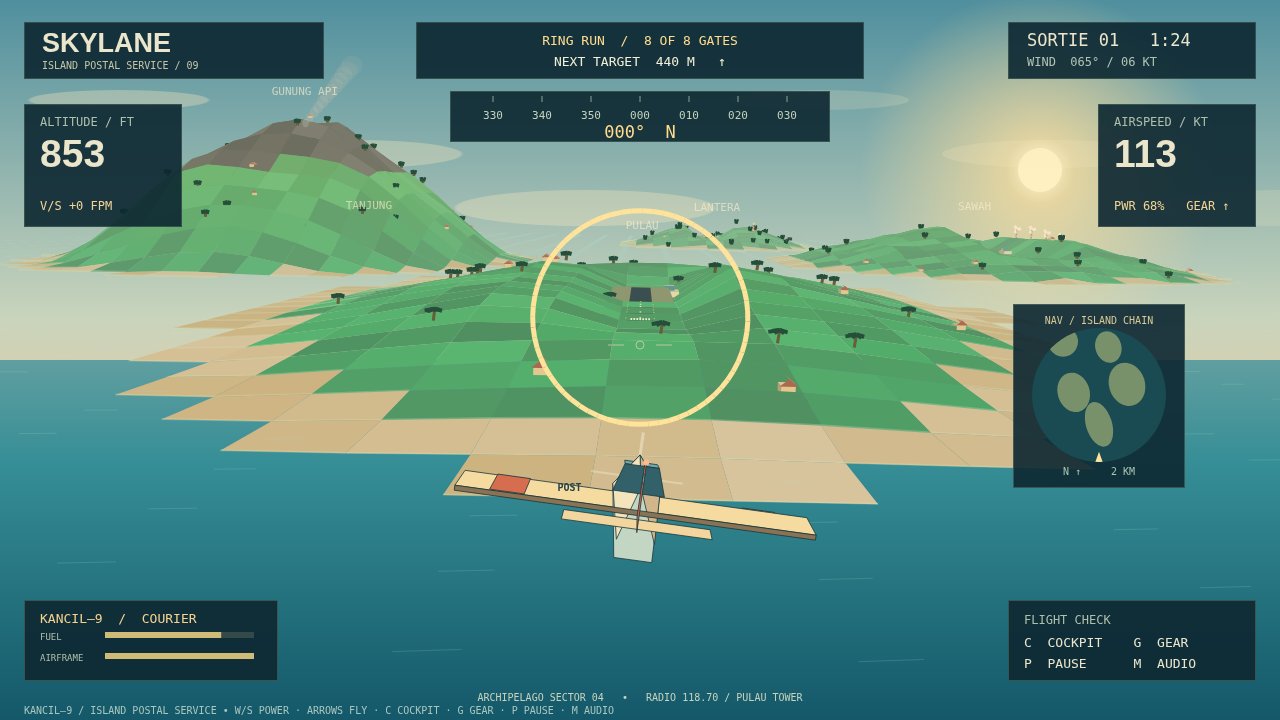 SKYLANE
ISLAND POSTAL SERVICE / 09
RING RUN / 8 OF 8 GATES
NEXT TARGET 440 M ↑
SORTIE 01 1:24
WIND 065° / 06 KT
330 340 350 000 010 020 030
000° N
ALTITUDE / FT
853
V/S +0 FPM
AIRSPEED / KT
113
PWR 68% GEAR ↑
GUNUNG API
TANJUNG
PULAU
LANTERA
SAWAH
NAV / ISLAND CHAIN
N ↑ 2 KM
POST
KANCIL—9 / COURIER
FUEL
AIRFRAME
FLIGHT CHECK
C COCKPIT G GEAR
P PAUSE M AUDIO
ARCHIPELAGO SECTOR 04 • RADIO 118.70 / PULAU TOWER
KANCIL—9 / ISLAND POSTAL SERVICE • W/S POWER · ARROWS FLY · C COCKPIT · G GEAR · P PAUSE · M AUDIO